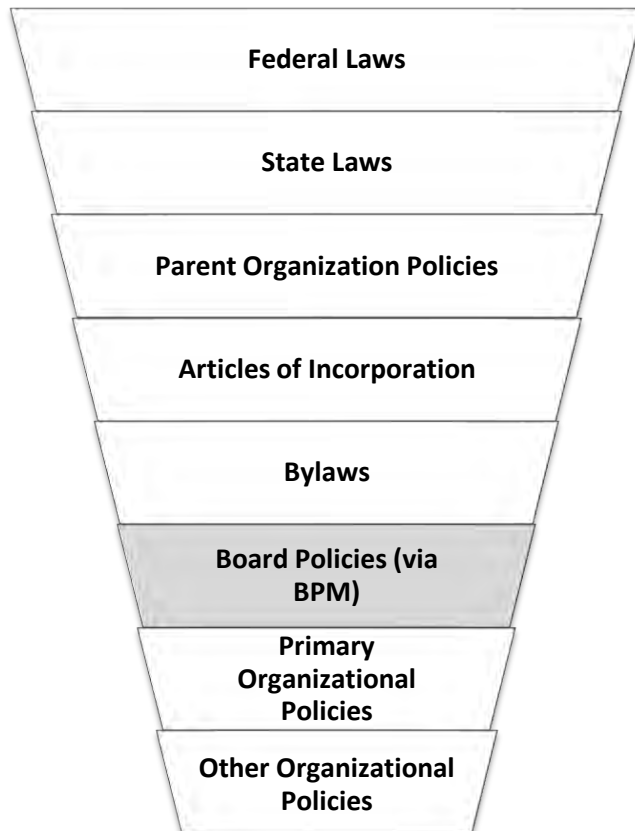 Federal Laws
State Laws
Parent Organization Policies
Articles of Incorporation
Bylaws
Board Policies (via
BPM)
Primary
Organizational
Policies
Other Organizational
Policies